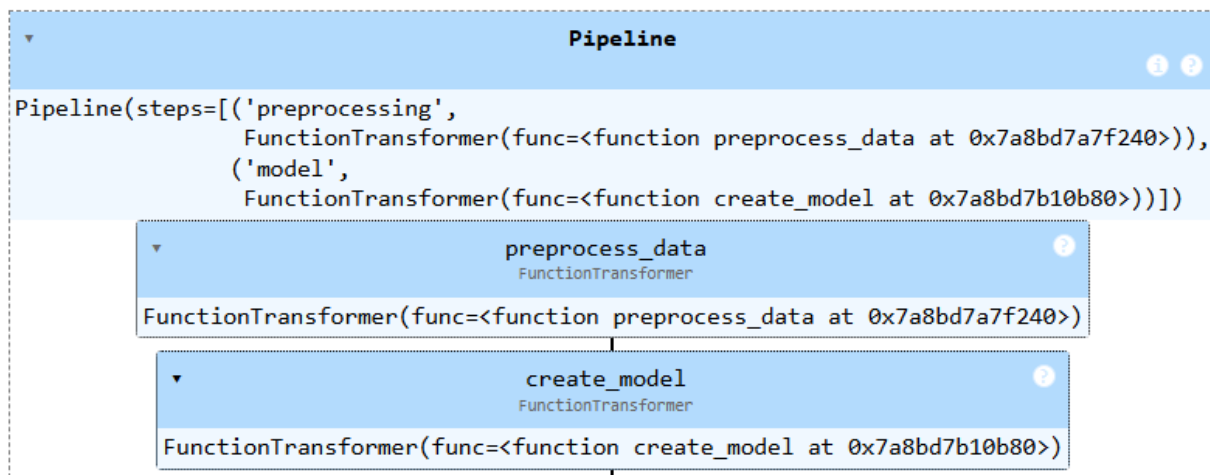 Pipeline
Pipeline(steps=[('preprocessing',
FunctionTransformer(func=<function preprocess_data at 0x7a8bd7a7f240>)),
('model',
FunctionTransformer(func=<function create_model at 0x7a8bd7b10b80>))])
preprocess_data
FunctionTransformer
FunctionTransformer(func=<function preprocess_data at 0x7a8bd7a7f240>)
create_model
FunctionTransformer
FunctionTransformer(func=<function create_model at 0x7a8bd7b10b80>)